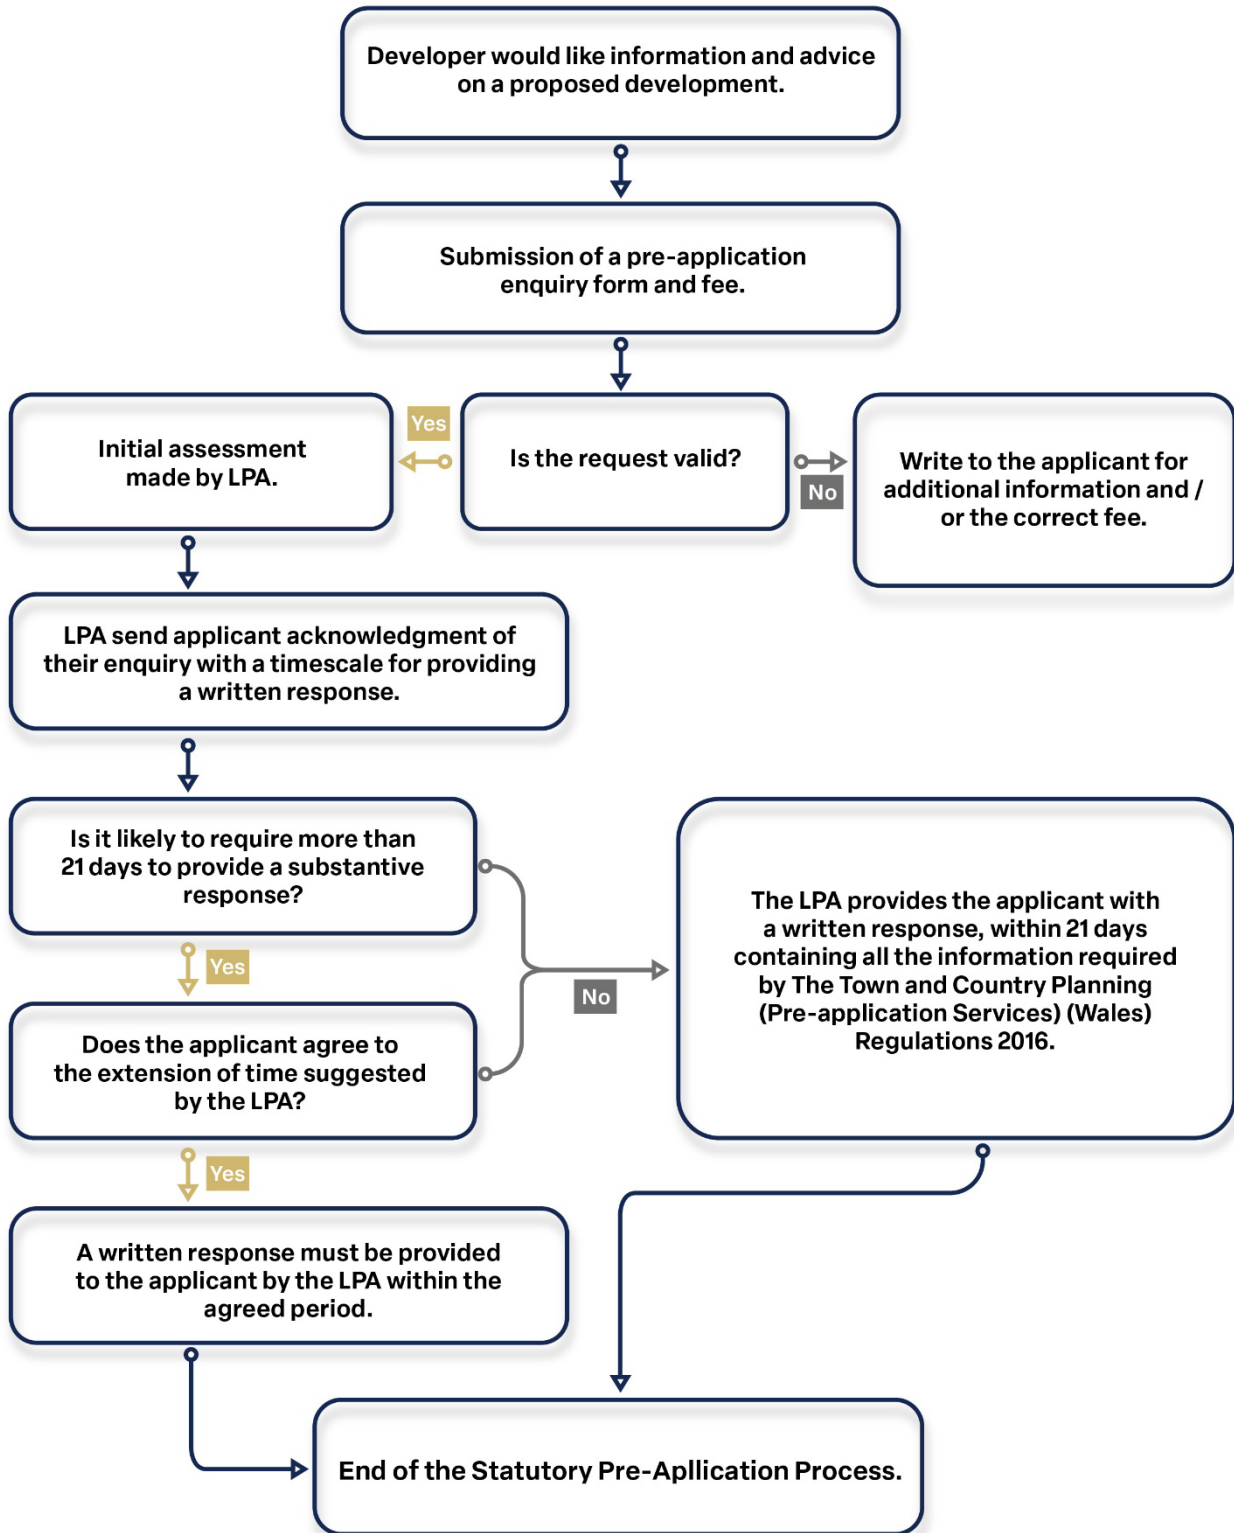 Developer would like information and advice
on a proposed development.
Submission of a pre-application
enquiry form and fee.
Initial assessment
made by LPA.
Yes
Is the request valid?
No
Write to the applicant for
additional information and /
or the correct fee.
LPA send applicant acknowledgment of
their enquiry with a timescale for providing
a written response.
Is it likely to require more than
21 days to provide a substantive
response?
Yes
No
The LPA provides the applicant with
a written response, within 21 days
containing all the information required
by The Town and Country Planning
(Pre-application Services) (Wales)
Regulations 2016.
Does the applicant agree to
the extension of time suggested
by the LPA?
Yes
A written response must be provided
to the applicant by the LPA within the
agreed period.
End of the Statutory Pre-Apllication Process.